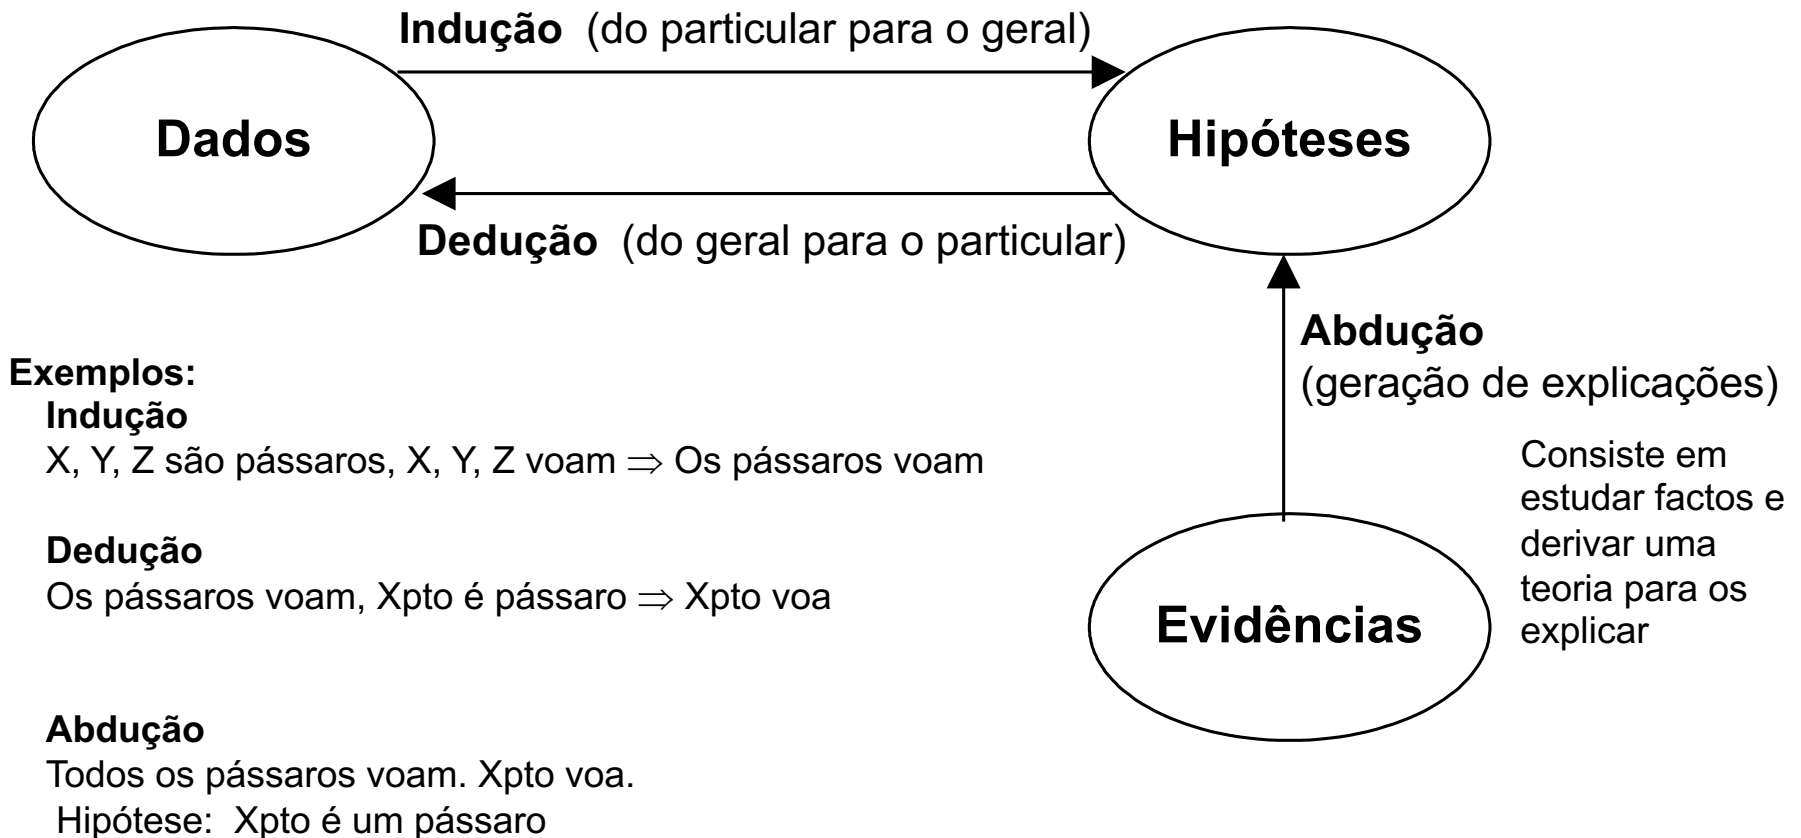 Indução (do particular para o geral)
Dados
Hipóteses
Dedução (do geral para o particular)
Abdução
(geração de explicações)
Consiste em
estudar factos e
derivar uma
teoria para os
explicar
Evidências
Exemplos:
Indução
X, Y, Z são pássaros, X, Y, Z voam ⇒ Os pássaros voam
Dedução
Os pássaros voam, Xpto é pássaro ⇒ Xpto voa
Abdução
Todos os pássaros voam. Xpto voa.
Hipótese: Xpto é um pássaro